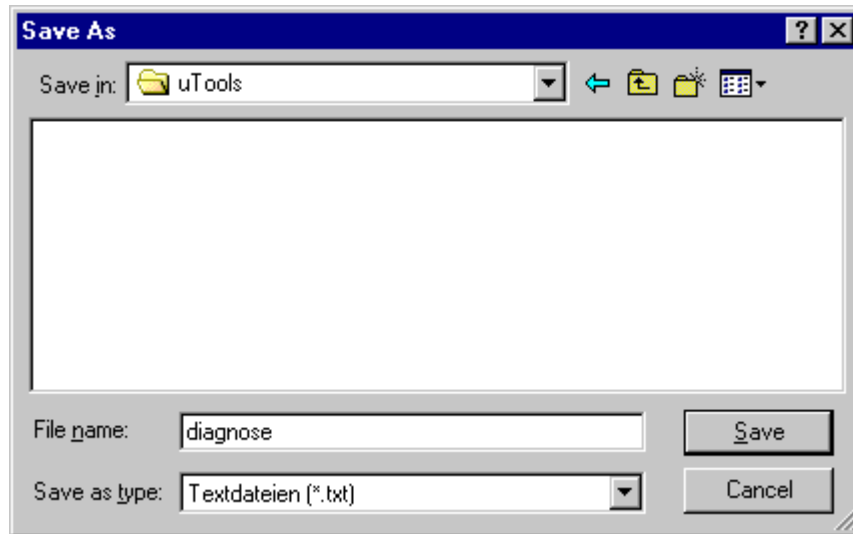 Save As
Save in: uTools
File name: diagnose Save
Save as type: Textdateien (*.txt) Cancel